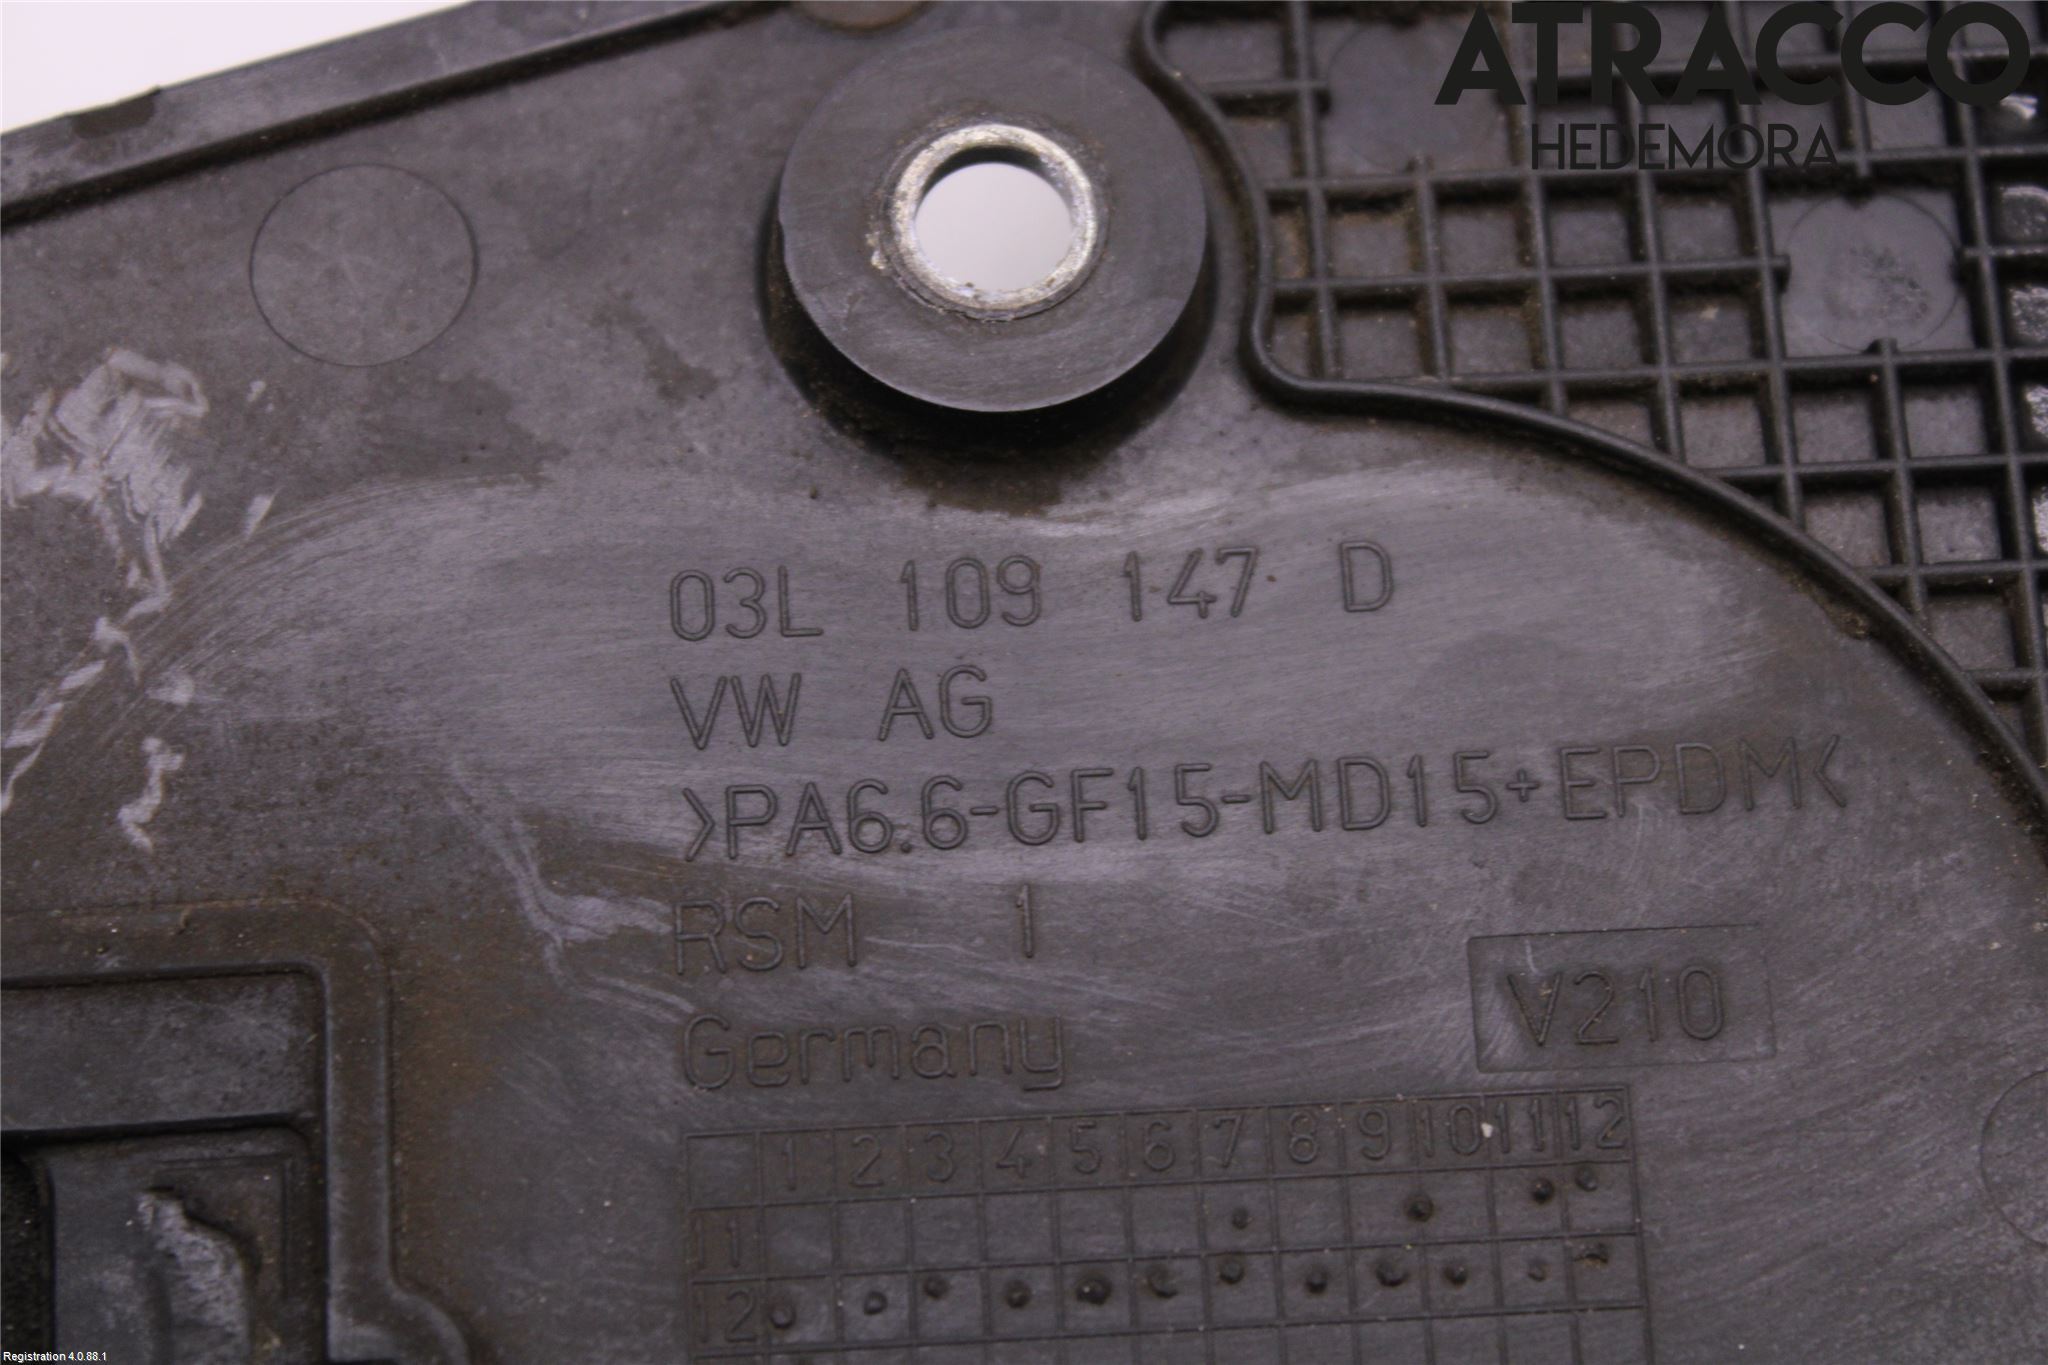 ATRACCO
HEDEMORA
03L 109 147 D
VW AG
>PA6.6-GF15-MD15+EPDM<
RSM 1
Germany
V210
1 2 3 4 5 6 7 8 9 10 11 12
11
12
Registration 4.0.88.1